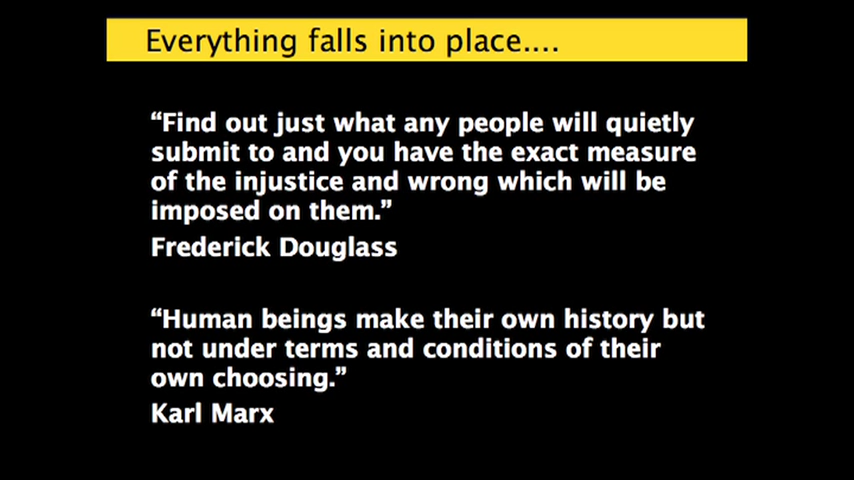 Everything falls into place....
“Find out just what any people will quietly
submit to and you have the exact measure
of the injustice and wrong which will be
imposed on them.”
Frederick Douglass
“Human beings make their own history but
not under terms and conditions of their
own choosing.”
Karl Marx